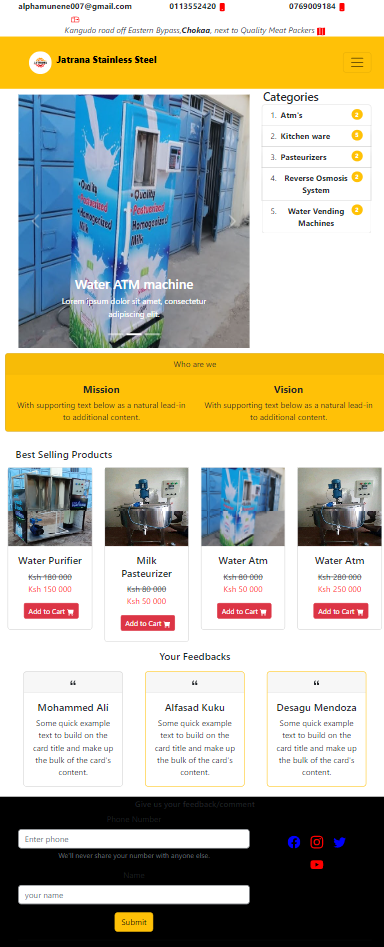 alphamunene007@gmail.com 0113552420 0769009184
Kangudo road off Eastern Bypass,Chokaa, next to Quality Meat Packers
Jatrana Stainless Steel
Categories
1. Atm's 2
2. Kitchen ware
3. Pasteurizers 2
4. Reverse Osmosis System
5. Water Vending Machines
•Quality
•Pasteurized
•Homogenized
Milk
•Quality
•Pasteurized
Homogenized
Milk
Water ATM machine
Lorem ipsum dolor sit amet, consectetur
adipiscing elit.
Who are we
Mission
With supporting text below as a natural lead-in
to additional content.
Vision
With supporting text below as a natural lead-in
to additional content.
Best Selling Products
Water Purifier
Ksh 180 000
Ksh 150 000
Add to Cart
Milk
Pasteurizer
Ksh 80 000
Ksh 50 000
Add to Cart
Water Atm
Ksh 80 000
Ksh 50 000
Add to Cart
Water Atm
Ksh 280 000
Ksh 250 000
Add to Cart
Your Feedbacks
“
Mohammed Ali
Some quick example
text to build on the
card title and make up
the bulk of the card's
content.
“
Alfasad Kuku
Some quick example
text to build on the
card title and make up
the bulk of the card's
content.
“
Desagu Mendoza
Some quick example
text to build on the
card title and make up
the bulk of the card's
content.
Give us your feedback/comment
Phone Number
Enter phone
We'll never share your number with anyone else.
Name
your name
Submit